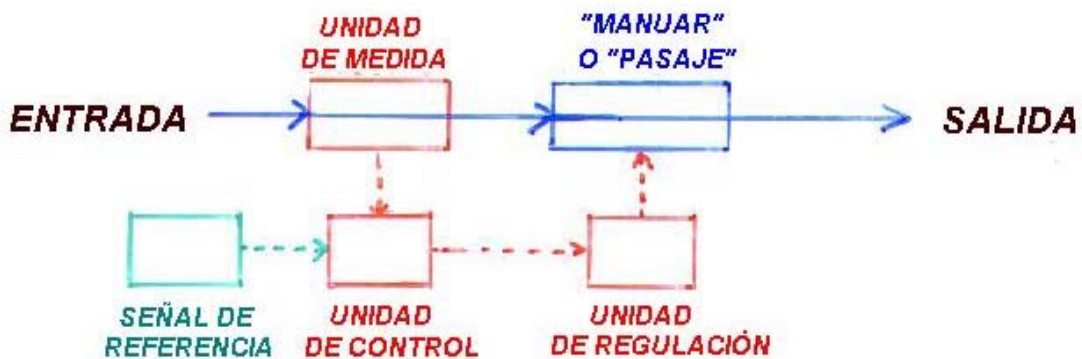 UNIDAD
DE MEDIDA
"MANUAR"
O "PASAJE"
ENTRADA
SALIDA
SEÑAL DE
REFERENCIA
UNIDAD
DE CONTROL
UNIDAD
DE REGULACIÓN